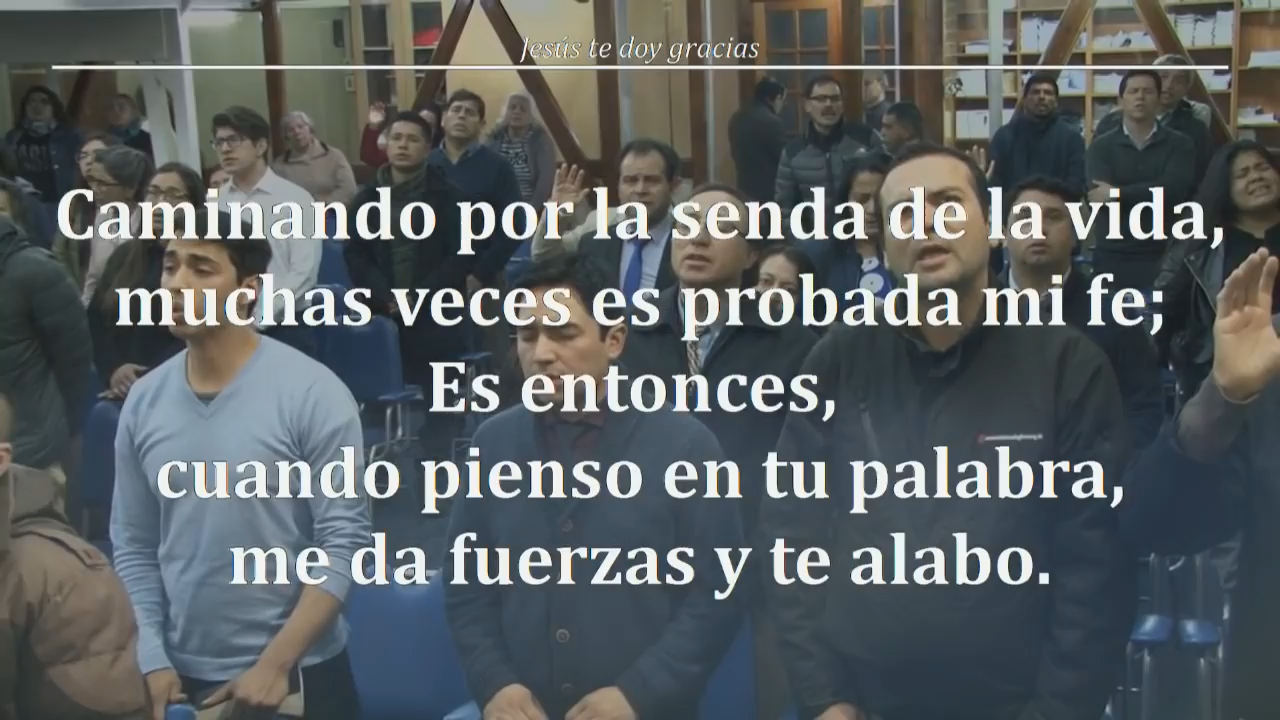 Jesús te doy gracias
Caminando por la senda de la vida,
muchas veces es probada mi fe;
Es entonces,
cuando pienso en tu palabra,
me da fuerzas y te alabo.